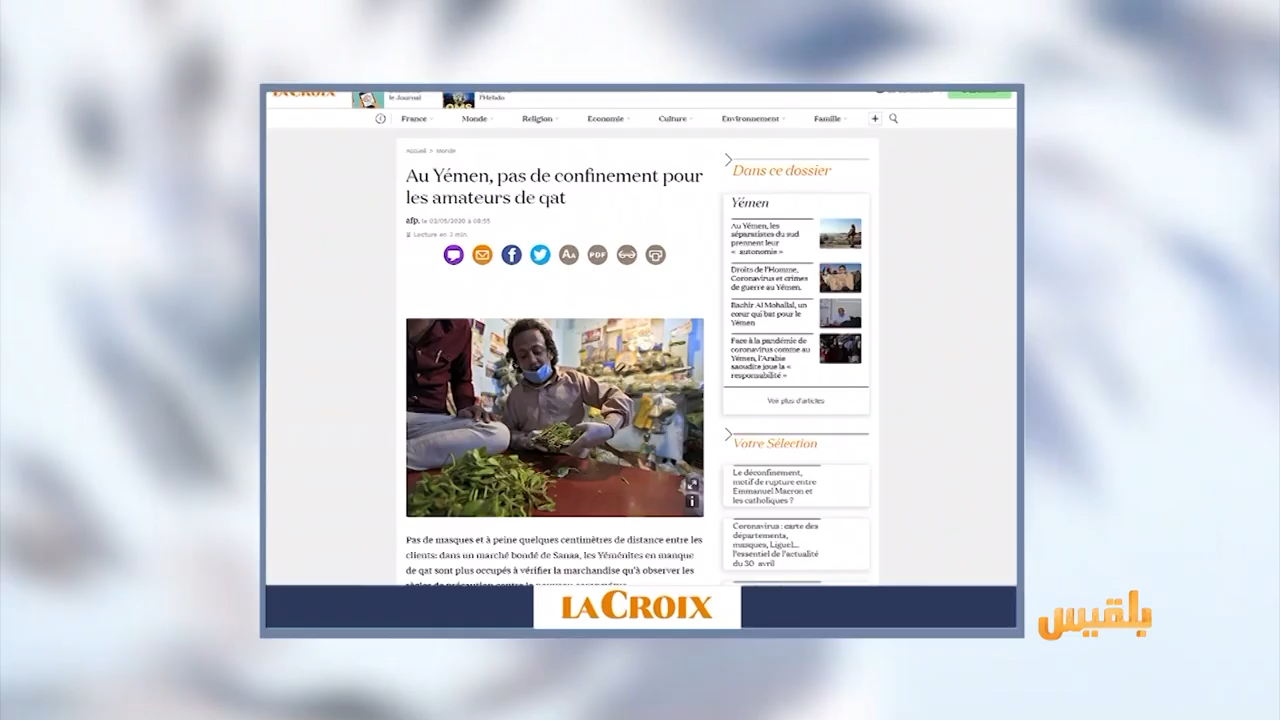 LA CROIX
le Journal
l'Hebdo
France
Monde
Religion
Economie
Culture
Environnement
Famille
Accueil > Monde
Au Yémen, pas de confinement pour
les amateurs de qat
afp, le 02/05/2020 à 08:55
Lecture en 3 min.
AA
PDF
Pas de masques et à peine quelques centimètres de distance entre les
clients: dans un marché bondé de Sanaa, les Yéménites en manque
de qat sont plus occupés à vérifier la marchandise qu'à observer les
Dans ce dossier
Yémen
Au Yémen, les
séparatistes du sud
prennent leur
« autonomie »
Droits de l'Homme,
Coronavirus et crimes
de guerre au Yémen.
Bachir Al Mohallal, un
cœur qui bat pour le
Yémen
Face à la pandémie de
coronavirus comme au
Yémen, l'Arabie
saoudite joue la «
responsabilité »
Voir plus d'articles
Votre Sélection
Le déconfinement,
motif de rupture entre
Emmanuel Macron et
les catholiques ?
Coronavirus : carte des
départements,
masques, Ligue1...
l'essentiel de l'actualité
du 30 avril
LA CROIX
بلقيس